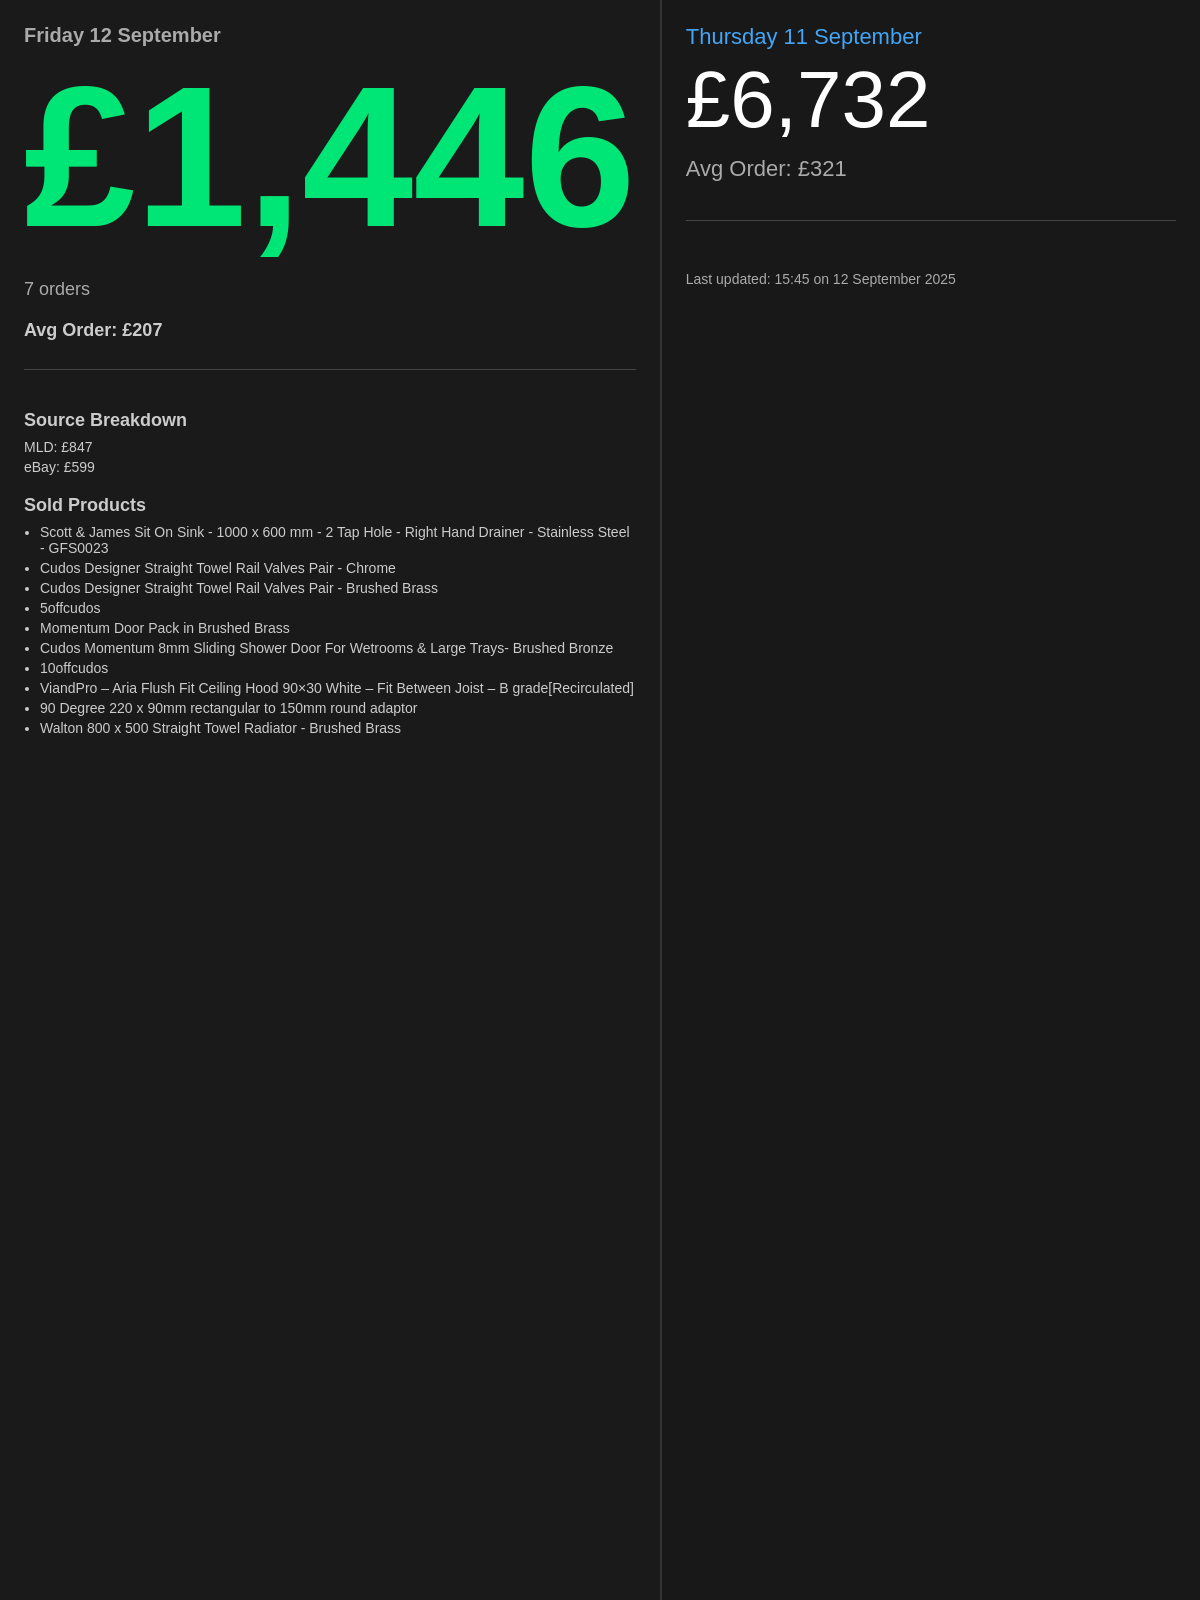 Friday 12 September
£1,446
7 orders
Avg Order: £207
Source Breakdown
MLD: £847
eBay: £599
Sold Products
• Scott & James Sit On Sink - 1000 x 600 mm - 2 Tap Hole - Right Hand Drainer - Stainless Steel
- GFS0023
• Cudos Designer Straight Towel Rail Valves Pair - Chrome
• Cudos Designer Straight Towel Rail Valves Pair - Brushed Brass
• 5offcudos
• Momentum Door Pack in Brushed Brass
• Cudos Momentum 8mm Sliding Shower Door For Wetrooms & Large Trays- Brushed Bronze
• 10offcudos
• ViandPro – Aria Flush Fit Ceiling Hood 90×30 White – Fit Between Joist – B grade[Recirculated]
• 90 Degree 220 x 90mm rectangular to 150mm round adaptor
• Walton 800 x 500 Straight Towel Radiator - Brushed Brass
Thursday 11 September
£6,732
Avg Order: £321
Last updated: 15:45 on 12 September 2025